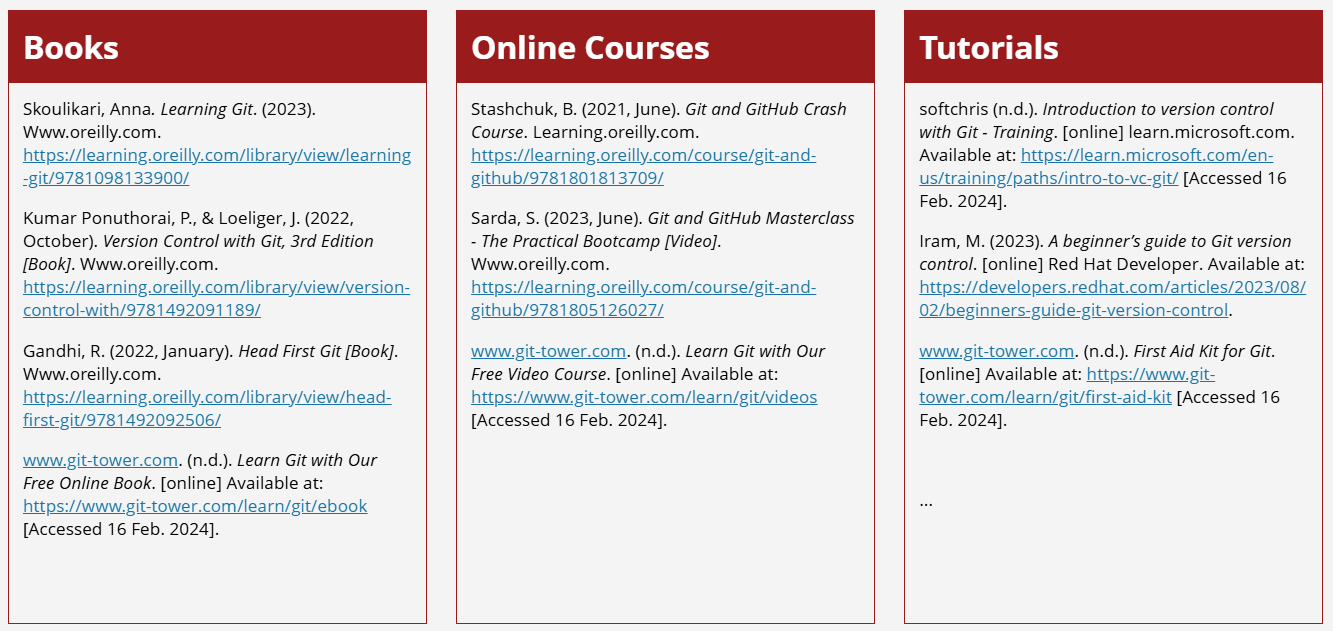 Books
Skoulikari, Anna. Learning Git. (2023).
Www.oreilly.com.
https://learning.oreilly.com/library/view/learning
-git/9781098133900/
Kumar Ponuthorai, P., & Loeliger, J. (2022,
October). Version Control with Git, 3rd Edition
[Book]. Www.oreilly.com.
https://learning.oreilly.com/library/view/version-
control-with/9781492091189/
Gandhi, R. (2022, January). Head First Git [Book].
Www.oreilly.com.
https://learning.oreilly.com/library/view/head-
first-git/9781492092506/
www.git-tower.com. (n.d.). Learn Git with Our
Free Online Book. [online] Available at:
https://www.git-tower.com/learn/git/ebook
[Accessed 16 Feb. 2024].
Online Courses
Stashchuk, B. (2021, June). Git and GitHub Crash
Course. Learning.oreilly.com.
https://learning.oreilly.com/course/git-and-
github/9781801813709/
Sarda, S. (2023, June). Git and GitHub Masterclass
- The Practical Bootcamp [Video].
Www.oreilly.com.
https://learning.oreilly.com/course/git-and-
github/9781805126027/
www.git-tower.com. (n.d.). Learn Git with Our
Free Video Course. [online] Available at:
https://www.git-tower.com/learn/git/videos
[Accessed 16 Feb. 2024].
Tutorials
softchris (n.d.). Introduction to version control
with Git - Training. [online] learn.microsoft.com.
Available at: https://learn.microsoft.com/en-
us/training/paths/intro-to-vc-git/ [Accessed 16
Feb. 2024].
Iram, M. (2023). A beginner’s guide to Git version
control. [online] Red Hat Developer. Available at:
https://developers.redhat.com/articles/2023/08/
02/beginners-guide-git-version-control.
www.git-tower.com. (n.d.). First Aid Kit for Git.
[online] Available at: https://www.git-
tower.com/learn/git/first-aid-kit [Accessed 16
Feb. 2024].
...